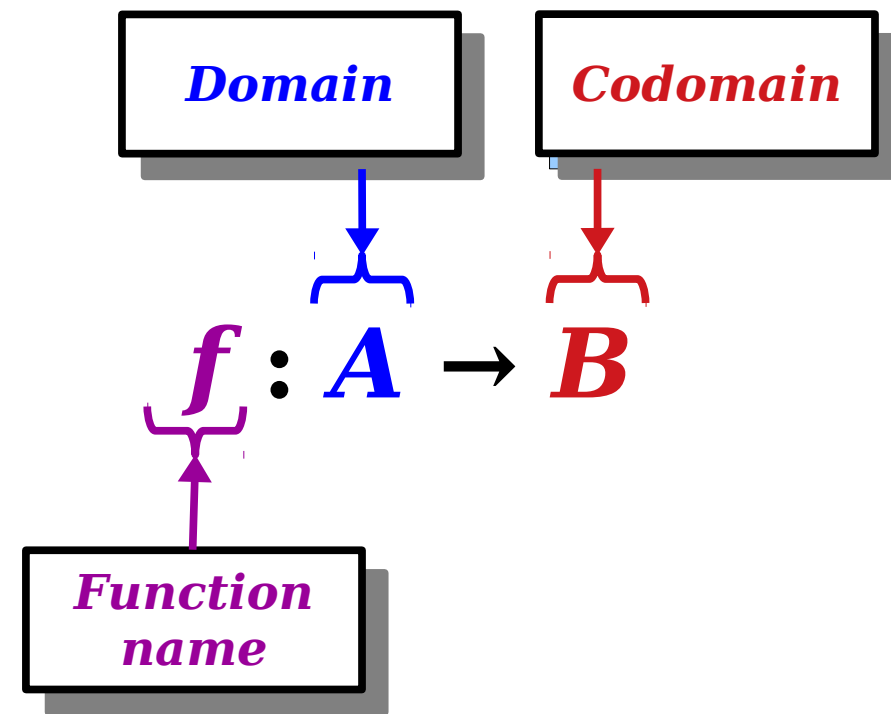 Domain
Codomain
f : A → B
Function
name